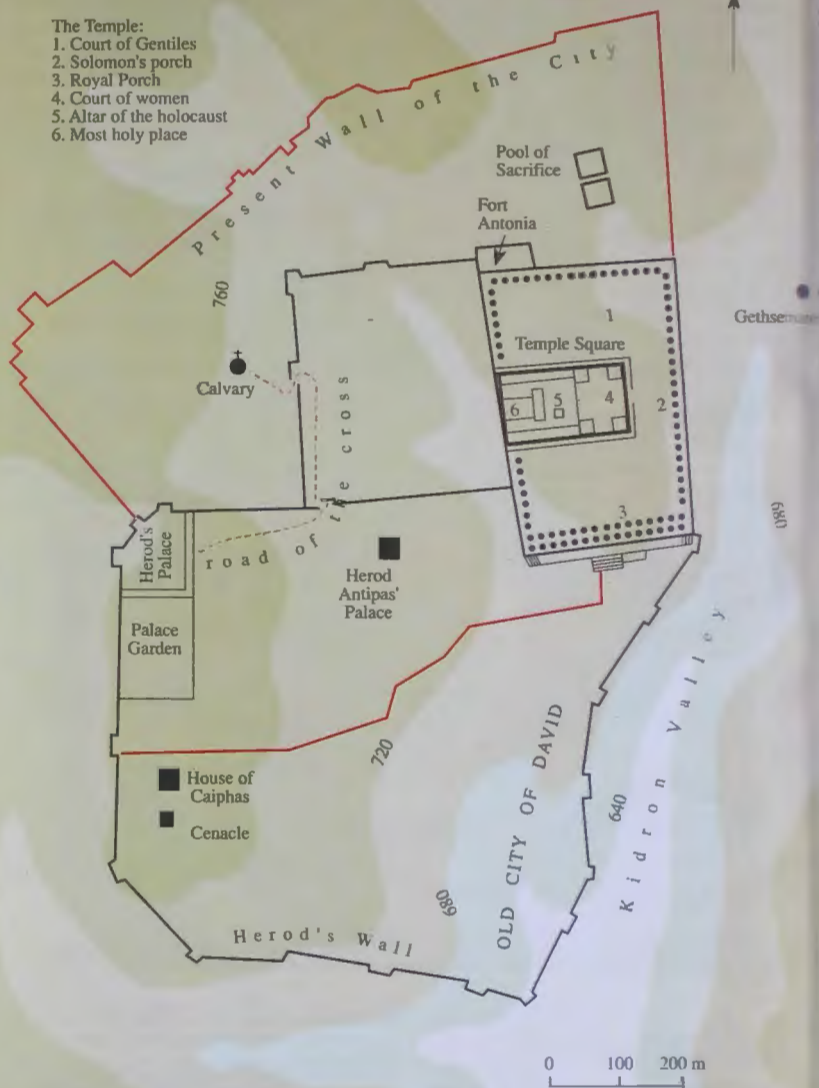 The Temple:
1. Court of Gentiles
2. Solomon's porch
3. Royal Porch
4. Court of women
5. Altar of the holocaust
6. Most holy place
Present Wall of the City
Pool of
Sacrifice
Fort
Antonia
760
1
Gethsemane
Temple Square
Calvary
6
5
4
2
road of the cross
3
680
Herod's
Palace
Herod
Antipas'
Palace
Palace
Garden
720
House of
Caiphas
Cenacle
OLD CITY OF DAVID
640
Kidron Valley
680
Herod's Wall
0 100 200 m